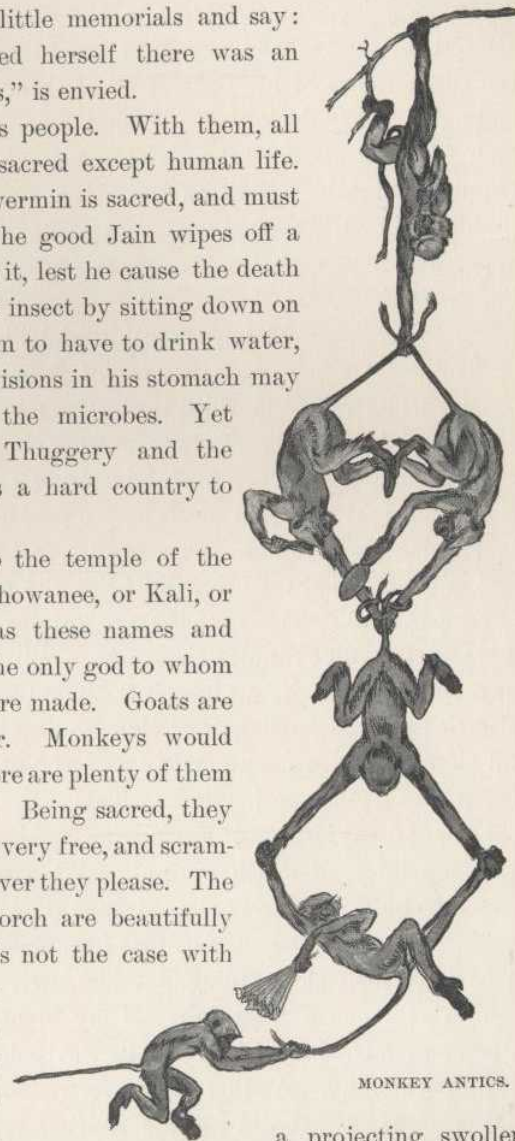 little memorials and say:
ed herself there was an
s,” is envied.
s people. With them, all
sacred except human life.
vermin is sacred, and must
he good Jain wipes off a
it, lest he cause the death
insect by sitting down on
n to have to drink water,
isions in his stomach may
the microbes. Yet
Thuggery and the
s a hard country to
the temple of the
howanee, or Kali, or
as these names and
ne only god to whom
re made. Goats are
r. Monkeys would
re are plenty of them
Being sacred, they
very free, and scram-
ver they please. The
orch are beautifully
s not the case with
MONKEY ANTICS.
a projecting swollen